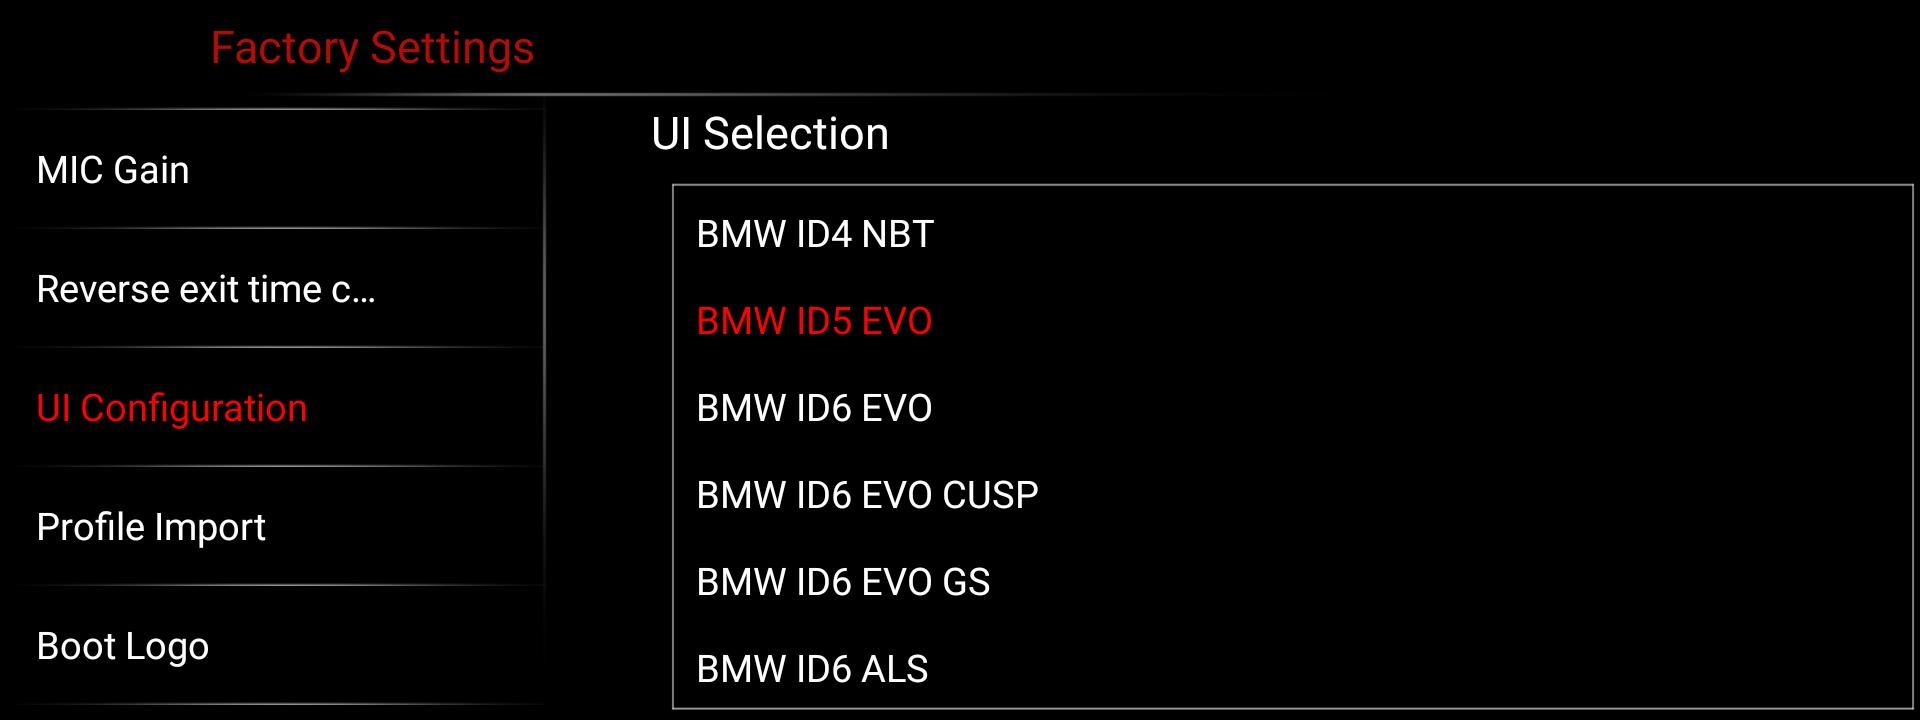 Factory Settings
MIC Gain
Reverse exit time c...
UI Configuration
Profile Import
Boot Logo
UI Selection
BMW ID4 NBT
BMW ID5 EVO
BMW ID6 EVO
BMW ID6 EVO CUSP
BMW ID6 EVO GS
BMW ID6 ALS